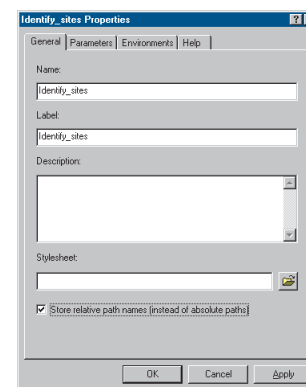 Identify_sites Properties
General Parameters Environments Help
Name:
Identify_sites
Label:
Identify_sites
Description:
Stylesheet:
Store relative path names (instead of absolute paths)
OK Cancel Apply